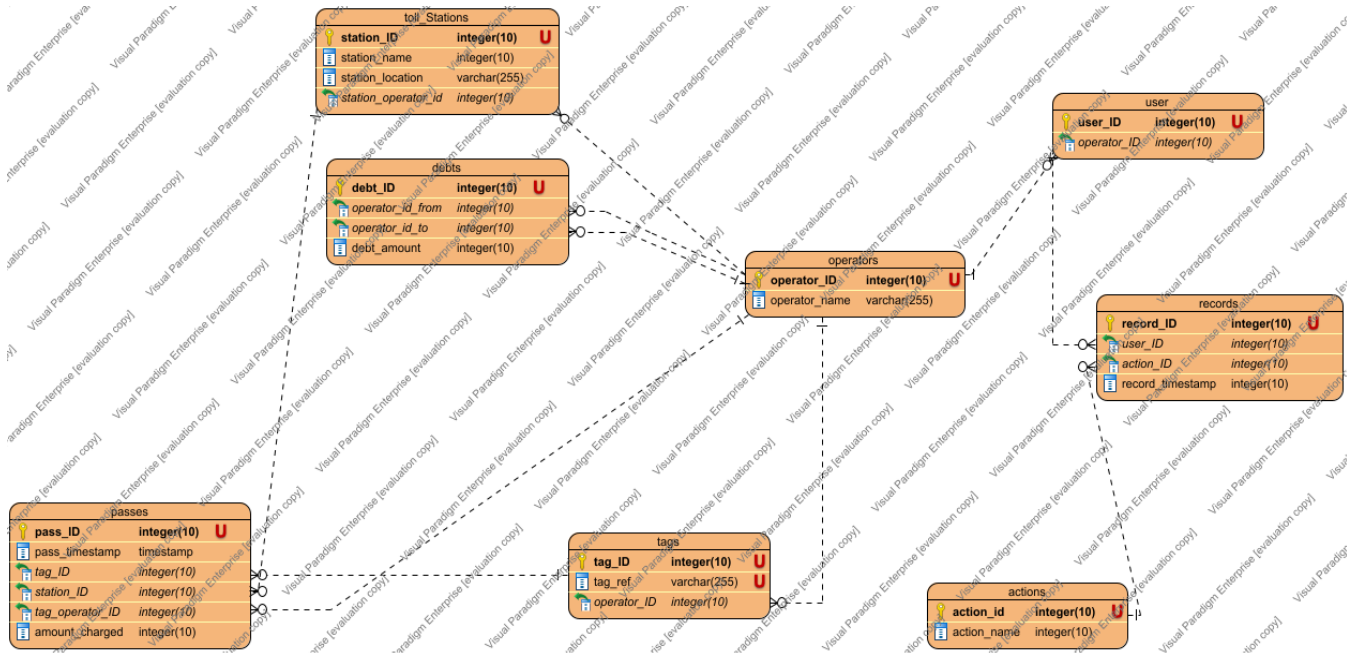 toll_Stations
station_ID integer(10) U
station_name integer(10)
station_location varchar(255)
station_operator_id integer(10)
user
user_ID integer(10) U
operator_ID integer(10)
debts
debt_ID integer(10) U
operator_id_from integer(10)
operator_id_to integer(10)
debt_amount integer(10)
operators
operator_ID integer(10) U
operator_name varchar(255)
records
record_ID integer(10) U
user_ID integer(10)
action_ID integer(10)
record_timestamp integer(10)
passes
pass_ID integer(10) U
pass_timestamp timestamp
tag_ID integer(10)
station_ID integer(10)
tag_operator_ID integer(10)
amount_charged integer(10)
tags
tag_ID integer(10) U
tag_ref varchar(255) U
operator_ID integer(10)
actions
action_id integer(10) U
action_name integer(10)
Visual Paradigm Enterprise [evaluation copy]